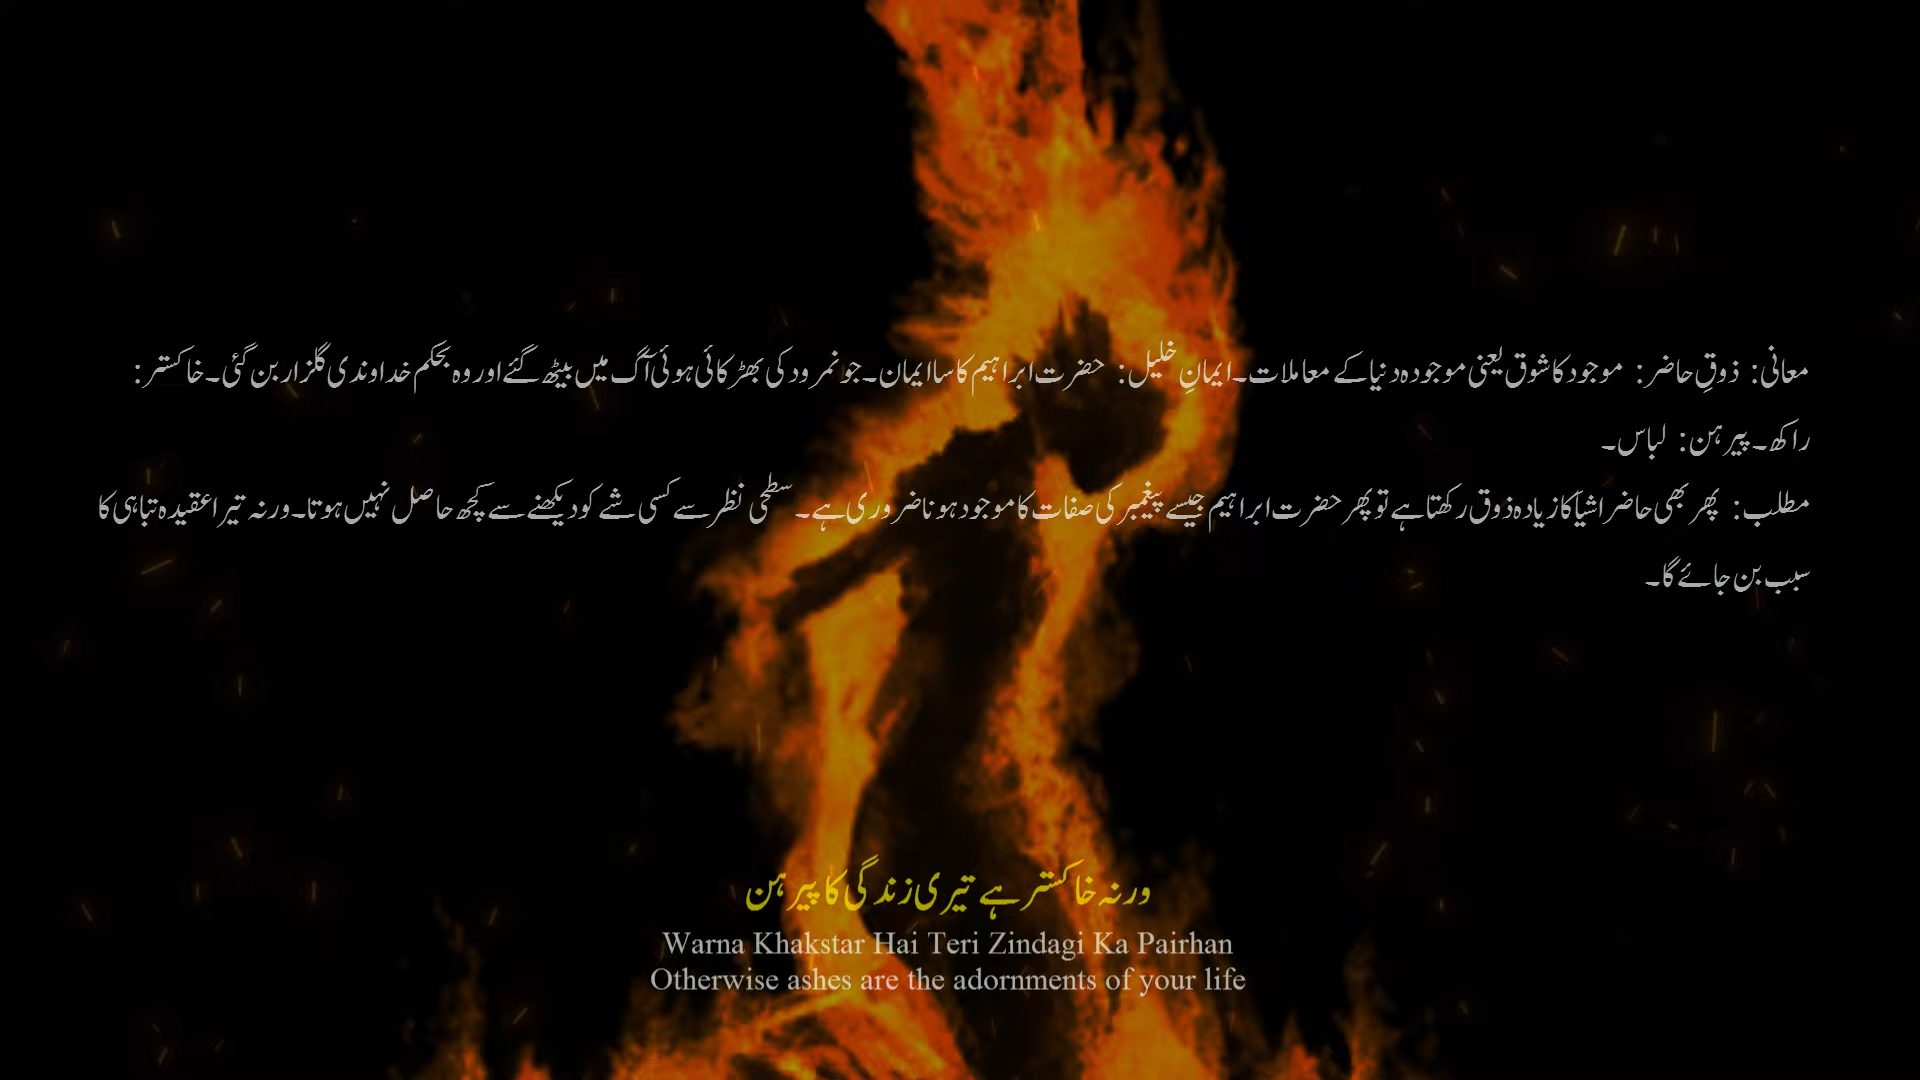 معانی: ذوقِ حاضر: موجود کا شوق یعنی موجودہ دنیا کے معاملات۔ ایمانِ خلیل: حضرت ابراہیم کا سا ایمان۔ جو نمرود کی بھڑکائی ہوئی آگ میں بیٹھ گئے اور وہ بحکم خداوندی گلزار بن گئی۔ خاکستر:
راکھ۔ پیرہن: لباس۔
مطلب: پھر بھی حاضر اشیأ کا زیادہ ذوق رکھتا ہے تو پھر حضرت ابراہیم جیسے پیغمبر کی صفات کا موجود ہونا ضروری ہے۔ سطحی نظر سے کسی شے کو دیکھنے سے کچھ حاصل نہیں ہوتا۔ ورنہ تیرا عقیدہ تباہی کا
سبب بن جائے گا۔
ورنہ خاکستر ہے تیری زندگی کا پیرہن
Warna Khakstar Hai Teri Zindagi Ka Pairhan
Otherwise ashes are the adornments of your life